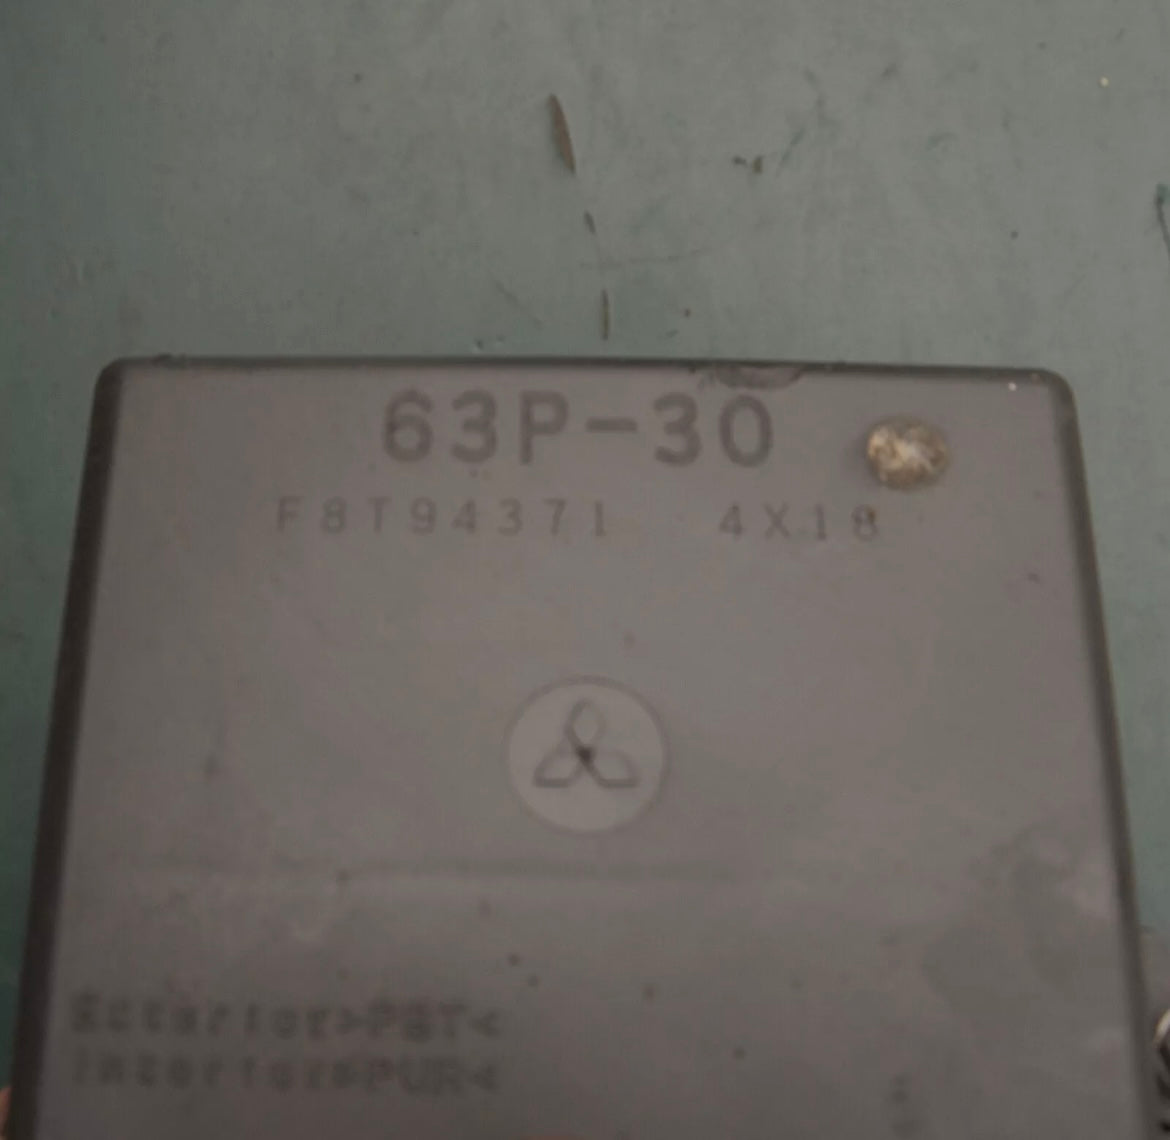 63P-30
F8T94371 4X18
Exterior>PBT<
Interior>PUR<